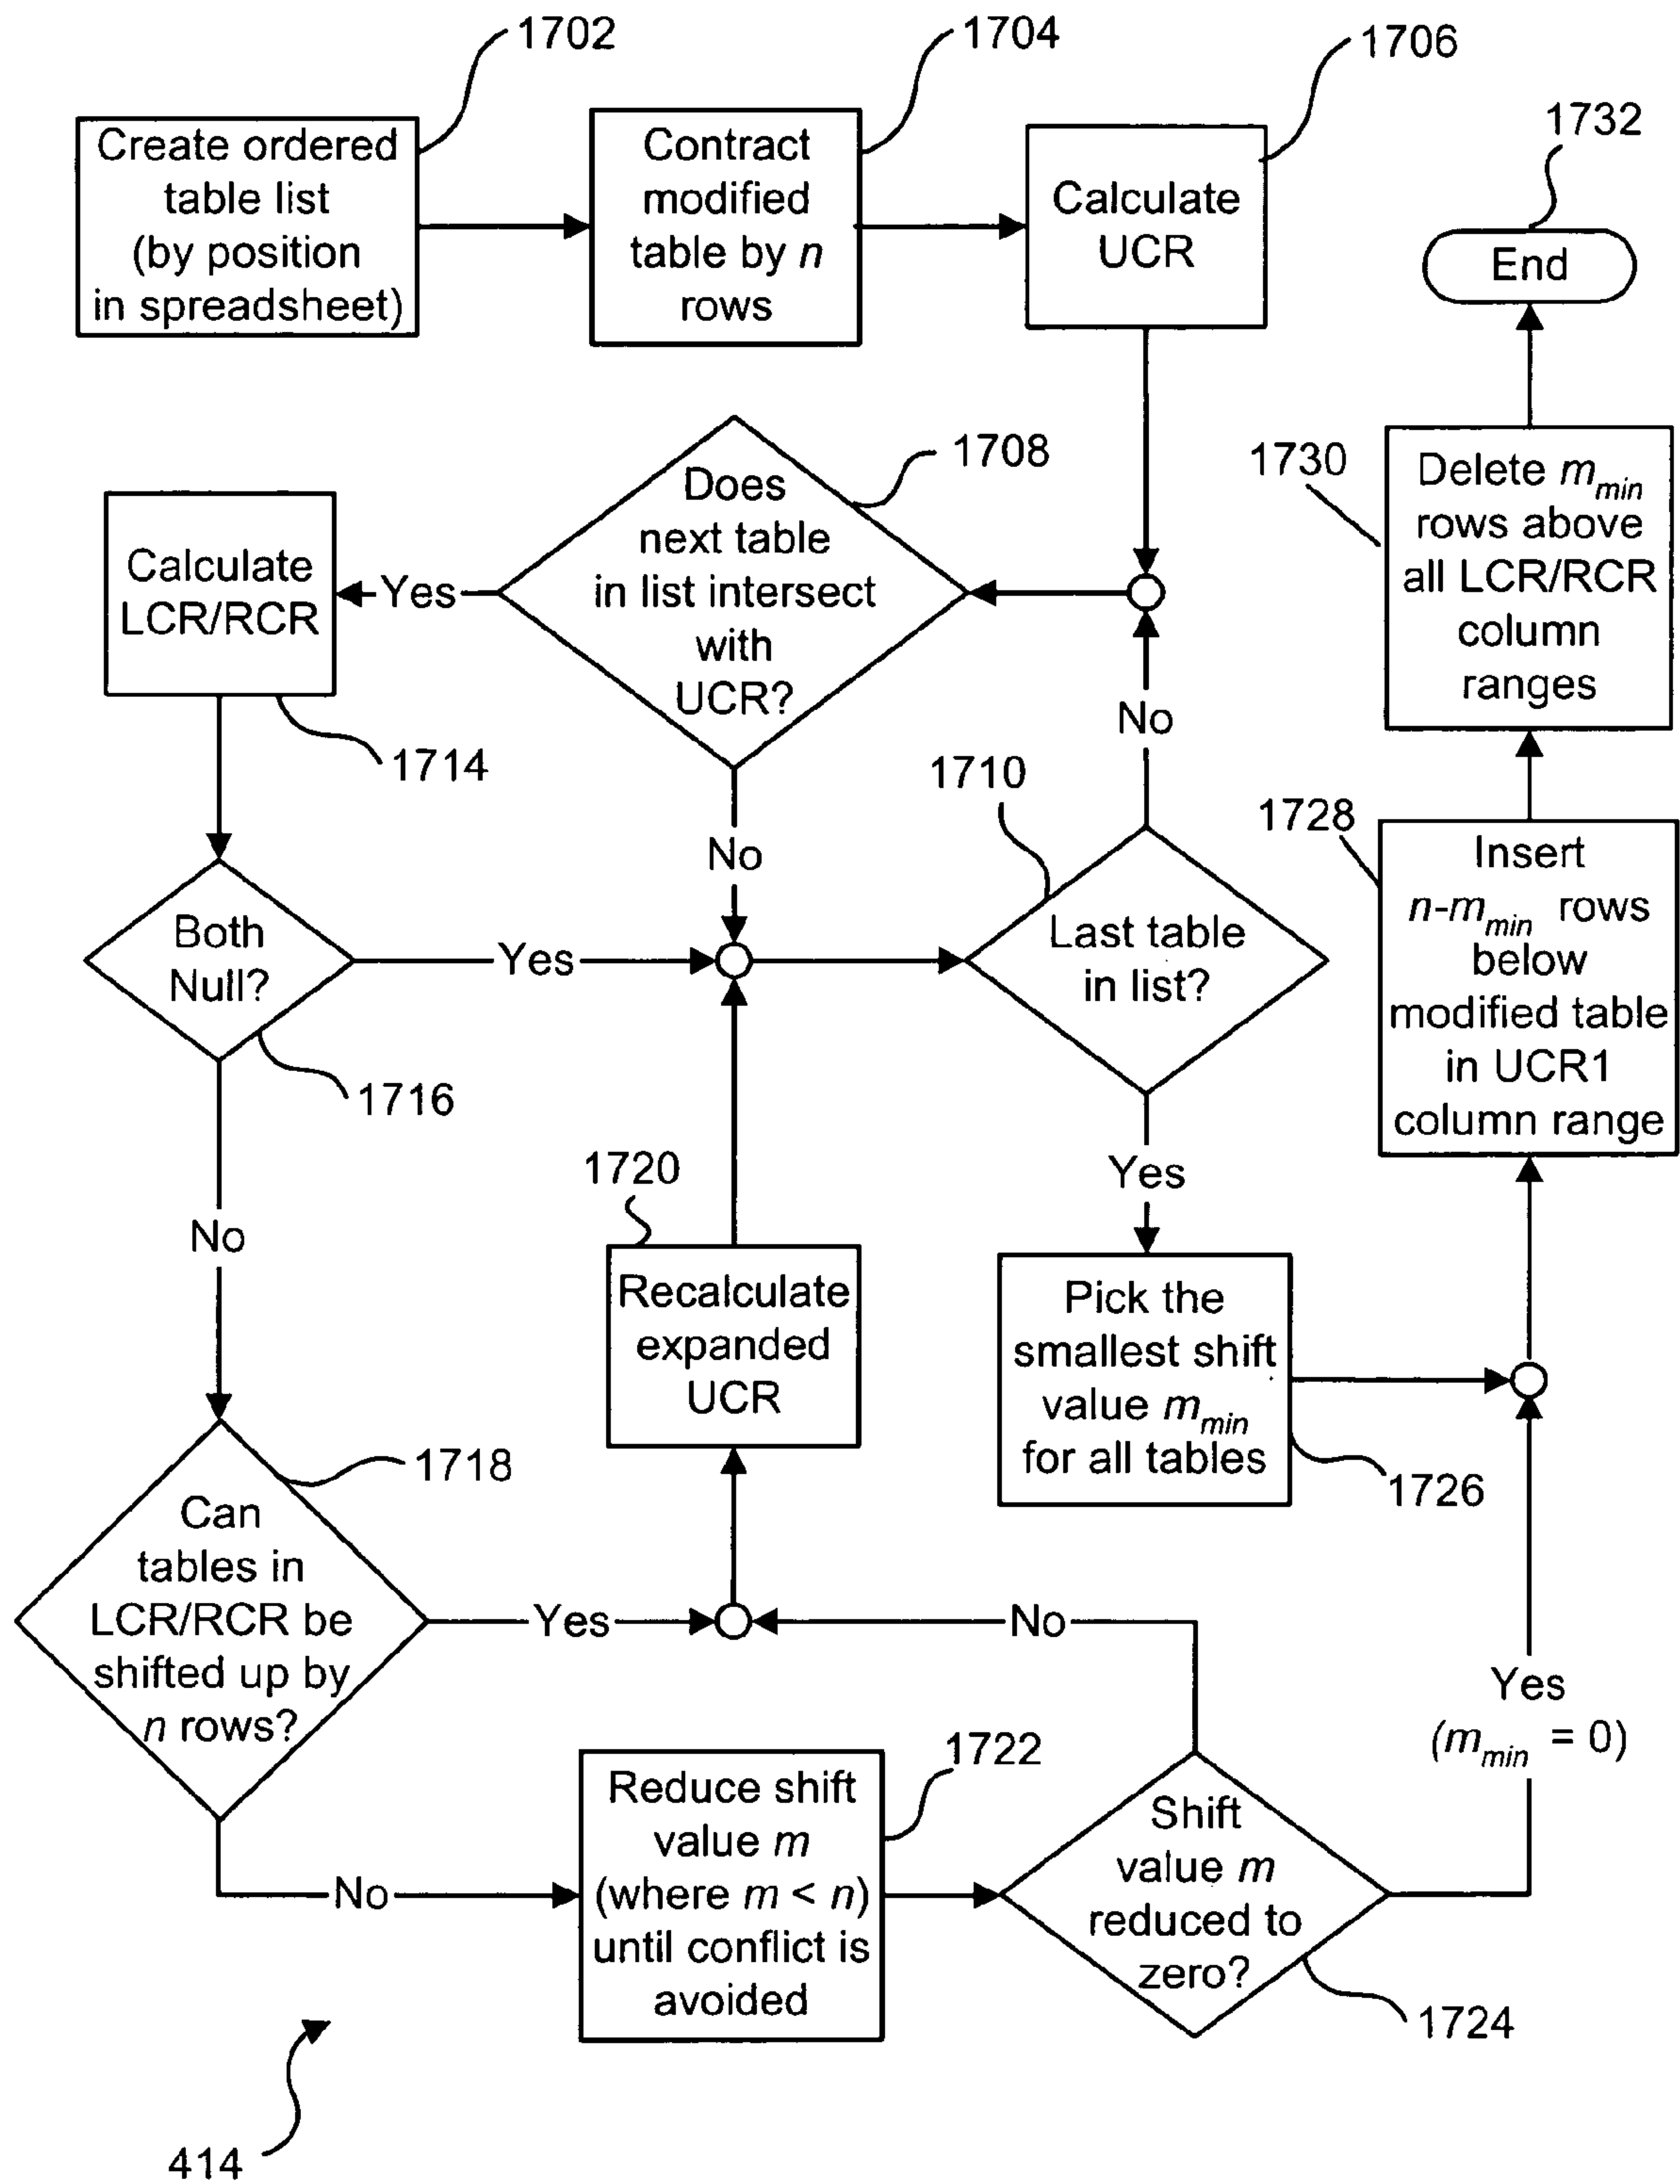 1702
1704
1706
Create ordered
table list
(by position
in spreadsheet)
Contract
modified
table by n
rows
Calculate
UCR
1732
End
1708
Does
next table
in list intersect
with
UCR?
Yes
Calculate
LCR/RCR
1714
No
No
1710
Last table
in list?
1730
Delete mmin
rows above
all LCR/RCR
column
ranges
1728
Insert
n-mmin rows
below
modified table
in UCR1
column range
Both
Null?
Yes
1716
No
Yes
1720
Recalculate
expanded
UCR
Pick the
smallest shift
value mmin
for all tables
1726
1718
Can
tables in
LCR/RCR be
shifted up by
n rows?
Yes
No
Yes
(mmin = 0)
No
1722
Reduce shift
value m
(where m < n)
until conflict is
avoided
Shift
value m
reduced to
zero?
1724
414